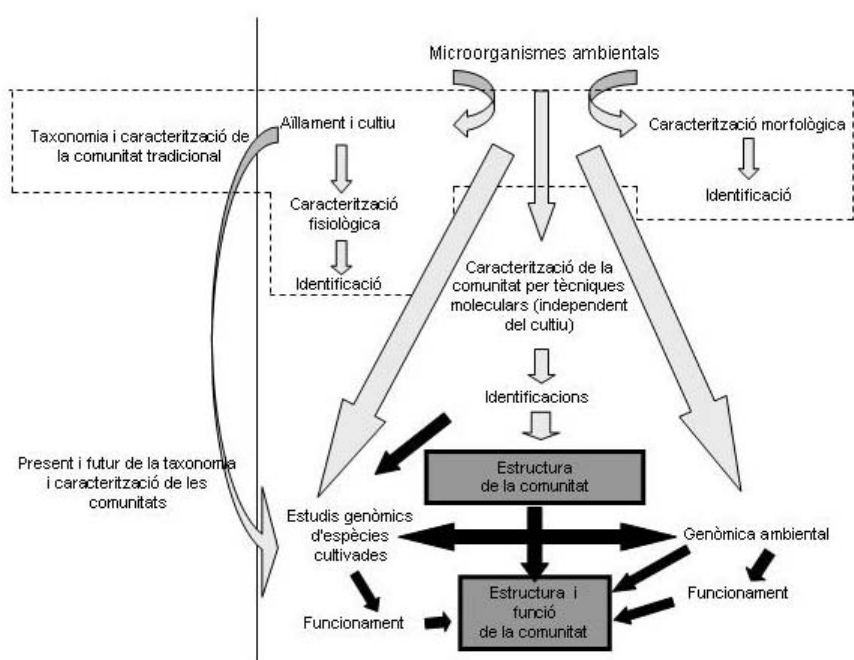 Microorganismes ambientals
Taxonomia i caracterització de
la comunitat tradicional
Aïllament i cultiu
Caracterització
fisiològica
Identificació
Caracterització morfològica
Identificació
Caracterització de la
comunitat per tècniques
moleculars (independent
del cultiu)
Identificacions
Estructura
de la comunitat
Present i futur de la taxonomia
i caracterització de les
comunitats
Estudis genòmics
d'espècies
cultivades
Genòmica ambiental
Funcionament
Estructura i
funció
de la comunitat
Funcionament